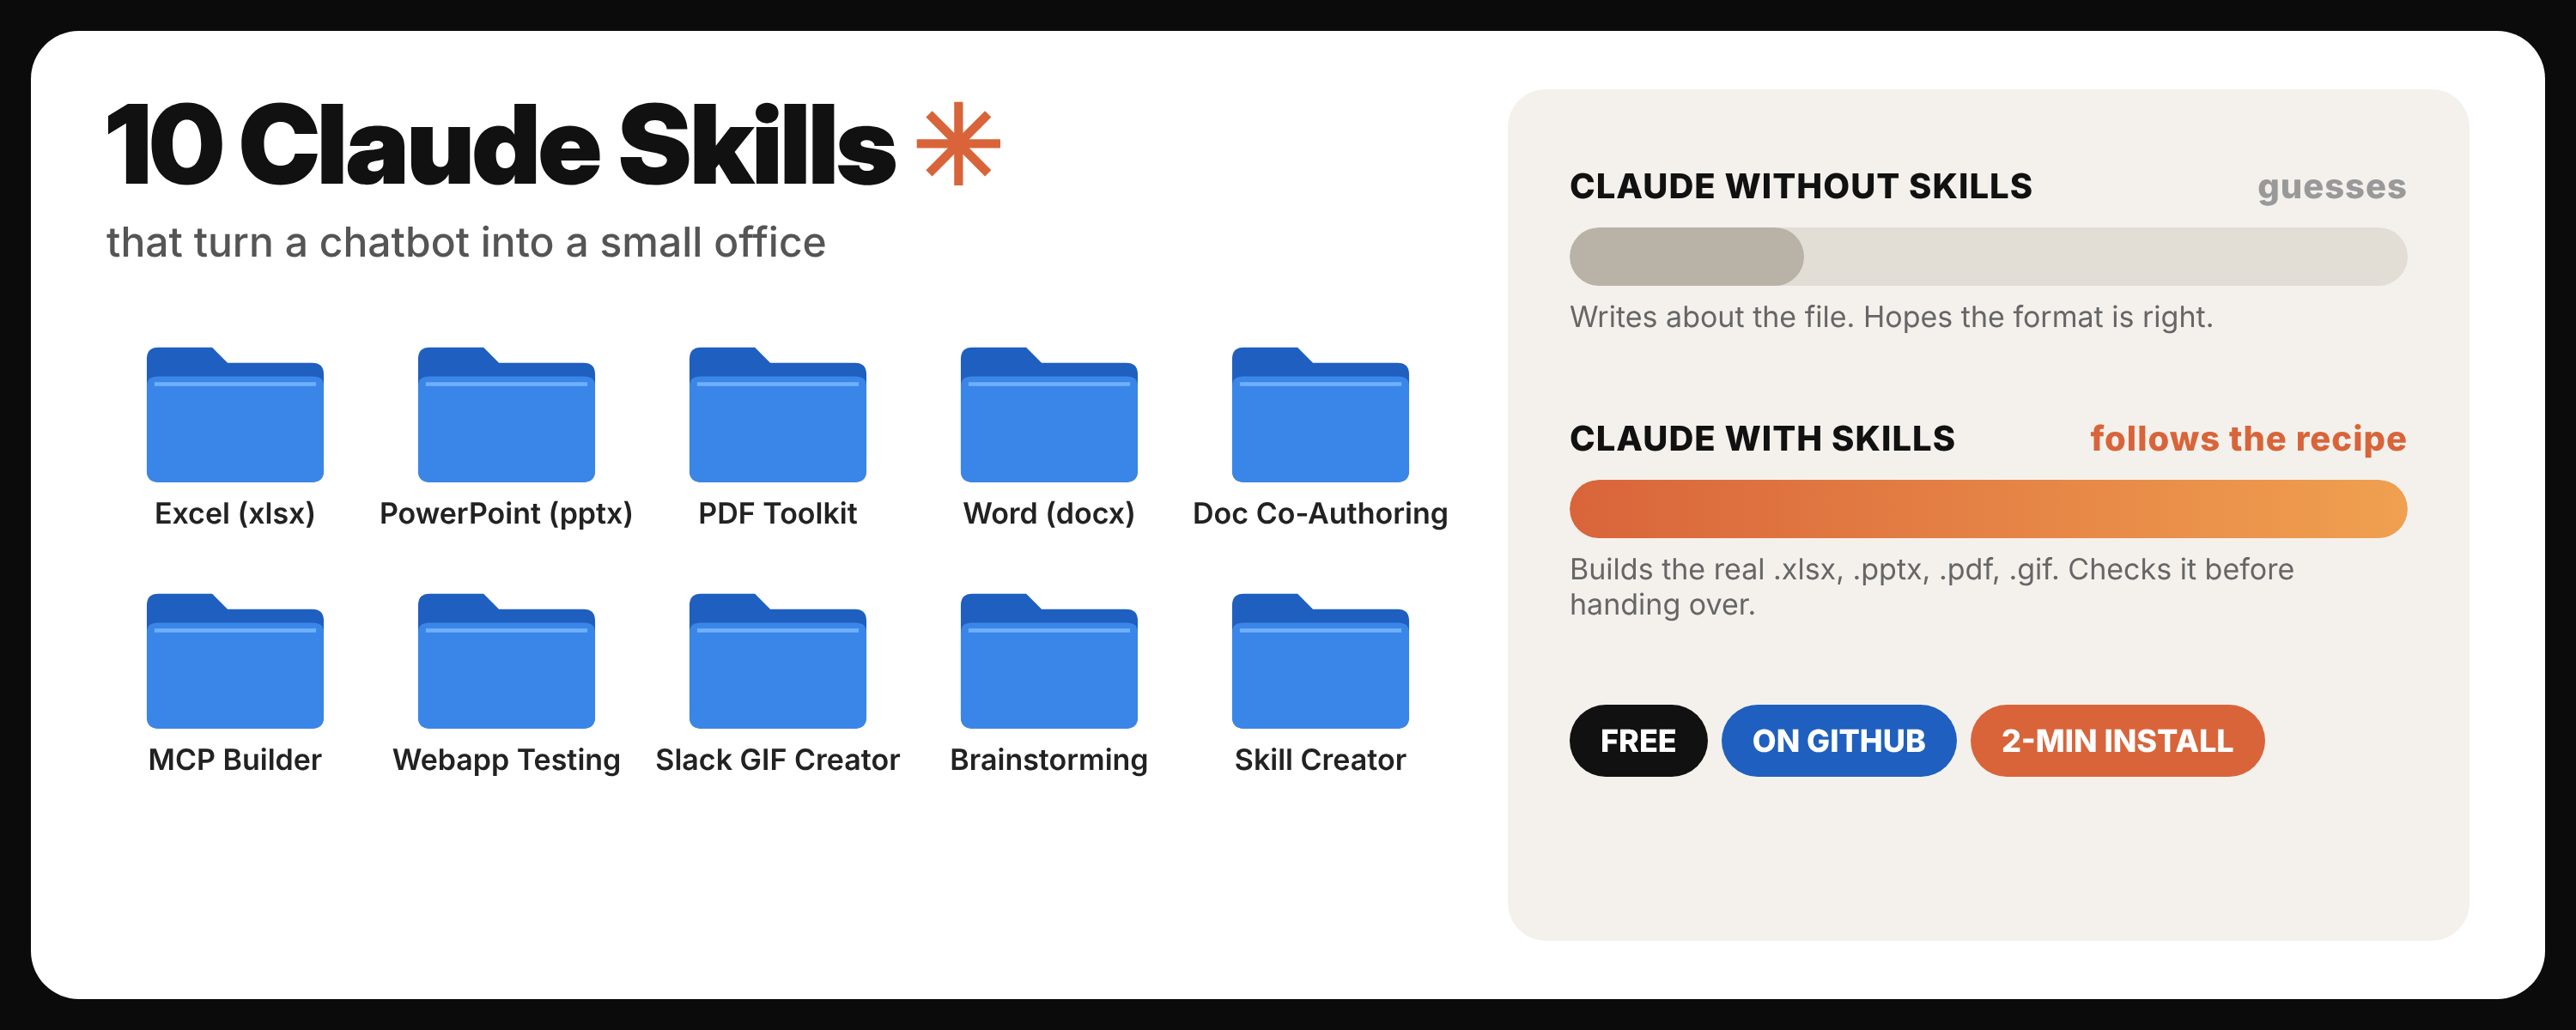 10 Claude Skills
that turn a chatbot into a small office
Excel (xlsx)
PowerPoint (pptx)
PDF Toolkit
Word (docx)
Doc Co-Authoring
MCP Builder
Webapp Testing
Slack GIF Creator
Brainstorming
Skill Creator
CLAUDE WITHOUT SKILLS
guesses
Writes about the file. Hopes the format is right.
CLAUDE WITH SKILLS
follows the recipe
Builds the real .xlsx, .pptx, .pdf, .gif. Checks it before
handing over.
FREE
ON GITHUB
2-MIN INSTALL